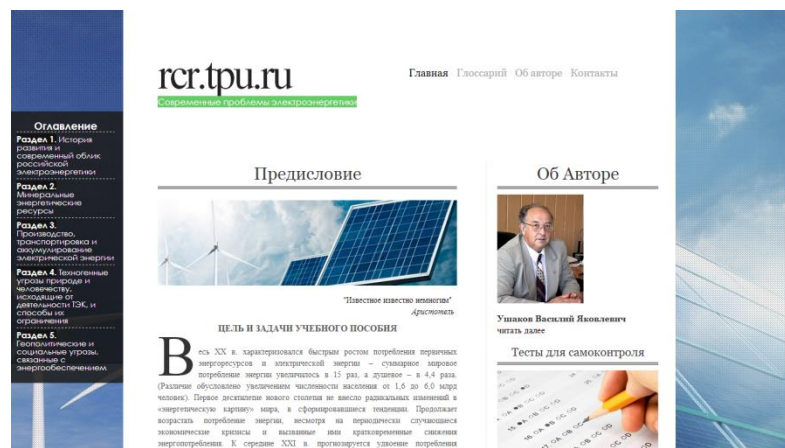 rcr.tpu.ru
Современные проблемы электроэнергетики
Главная Глоссарий Об авторе Контакты
Оглавление
Раздел 1. История
развития и
современный облик
российской
электроэнергетики
Раздел 2.
Минеральные
энергетические
ресурсы
Раздел 3.
Производство,
транспортировка и
аккумулирование
электрической энергии
Раздел 4. Техногенные
угрозы природе и
человечеству,
исходящие от
деятельности ТЭК, и
способы их
ограничения
Раздел 5.
Геополитические и
социальные угрозы,
связанные с
энергообеспечением
Предисловие
"Известное известно немногим"
Аристотель
ЦЕЛЬ И ЗАДАЧИ УЧЕБНОГО ПОСОБИЯ
Весь XX в. характеризовался быстрым ростом потребления первичных
энергоресурсов и электрической энергии – суммарное мировое
потребление энергии увеличилось в 15 раз, а душевое – в 4,4 раза.
(Различие обусловлено увеличением численности населения от 1,6 до 6,0 млрд
человек). Первое десятилетие нового столетия не внесло радикальных изменений в
«энергетическую картину» мира, в сформировавшиеся тенденции. Продолжает
возрастать потребление энергии, несмотря на периодически случающиеся
экономические кризисы и вызванные ими кратковременные снижения
энергопотребления. К середине XXI в. прогнозируется удвоение потребления
Об Авторе
Ушаков Василий Яковлевич
читать далее
Тесты для самоконтроля